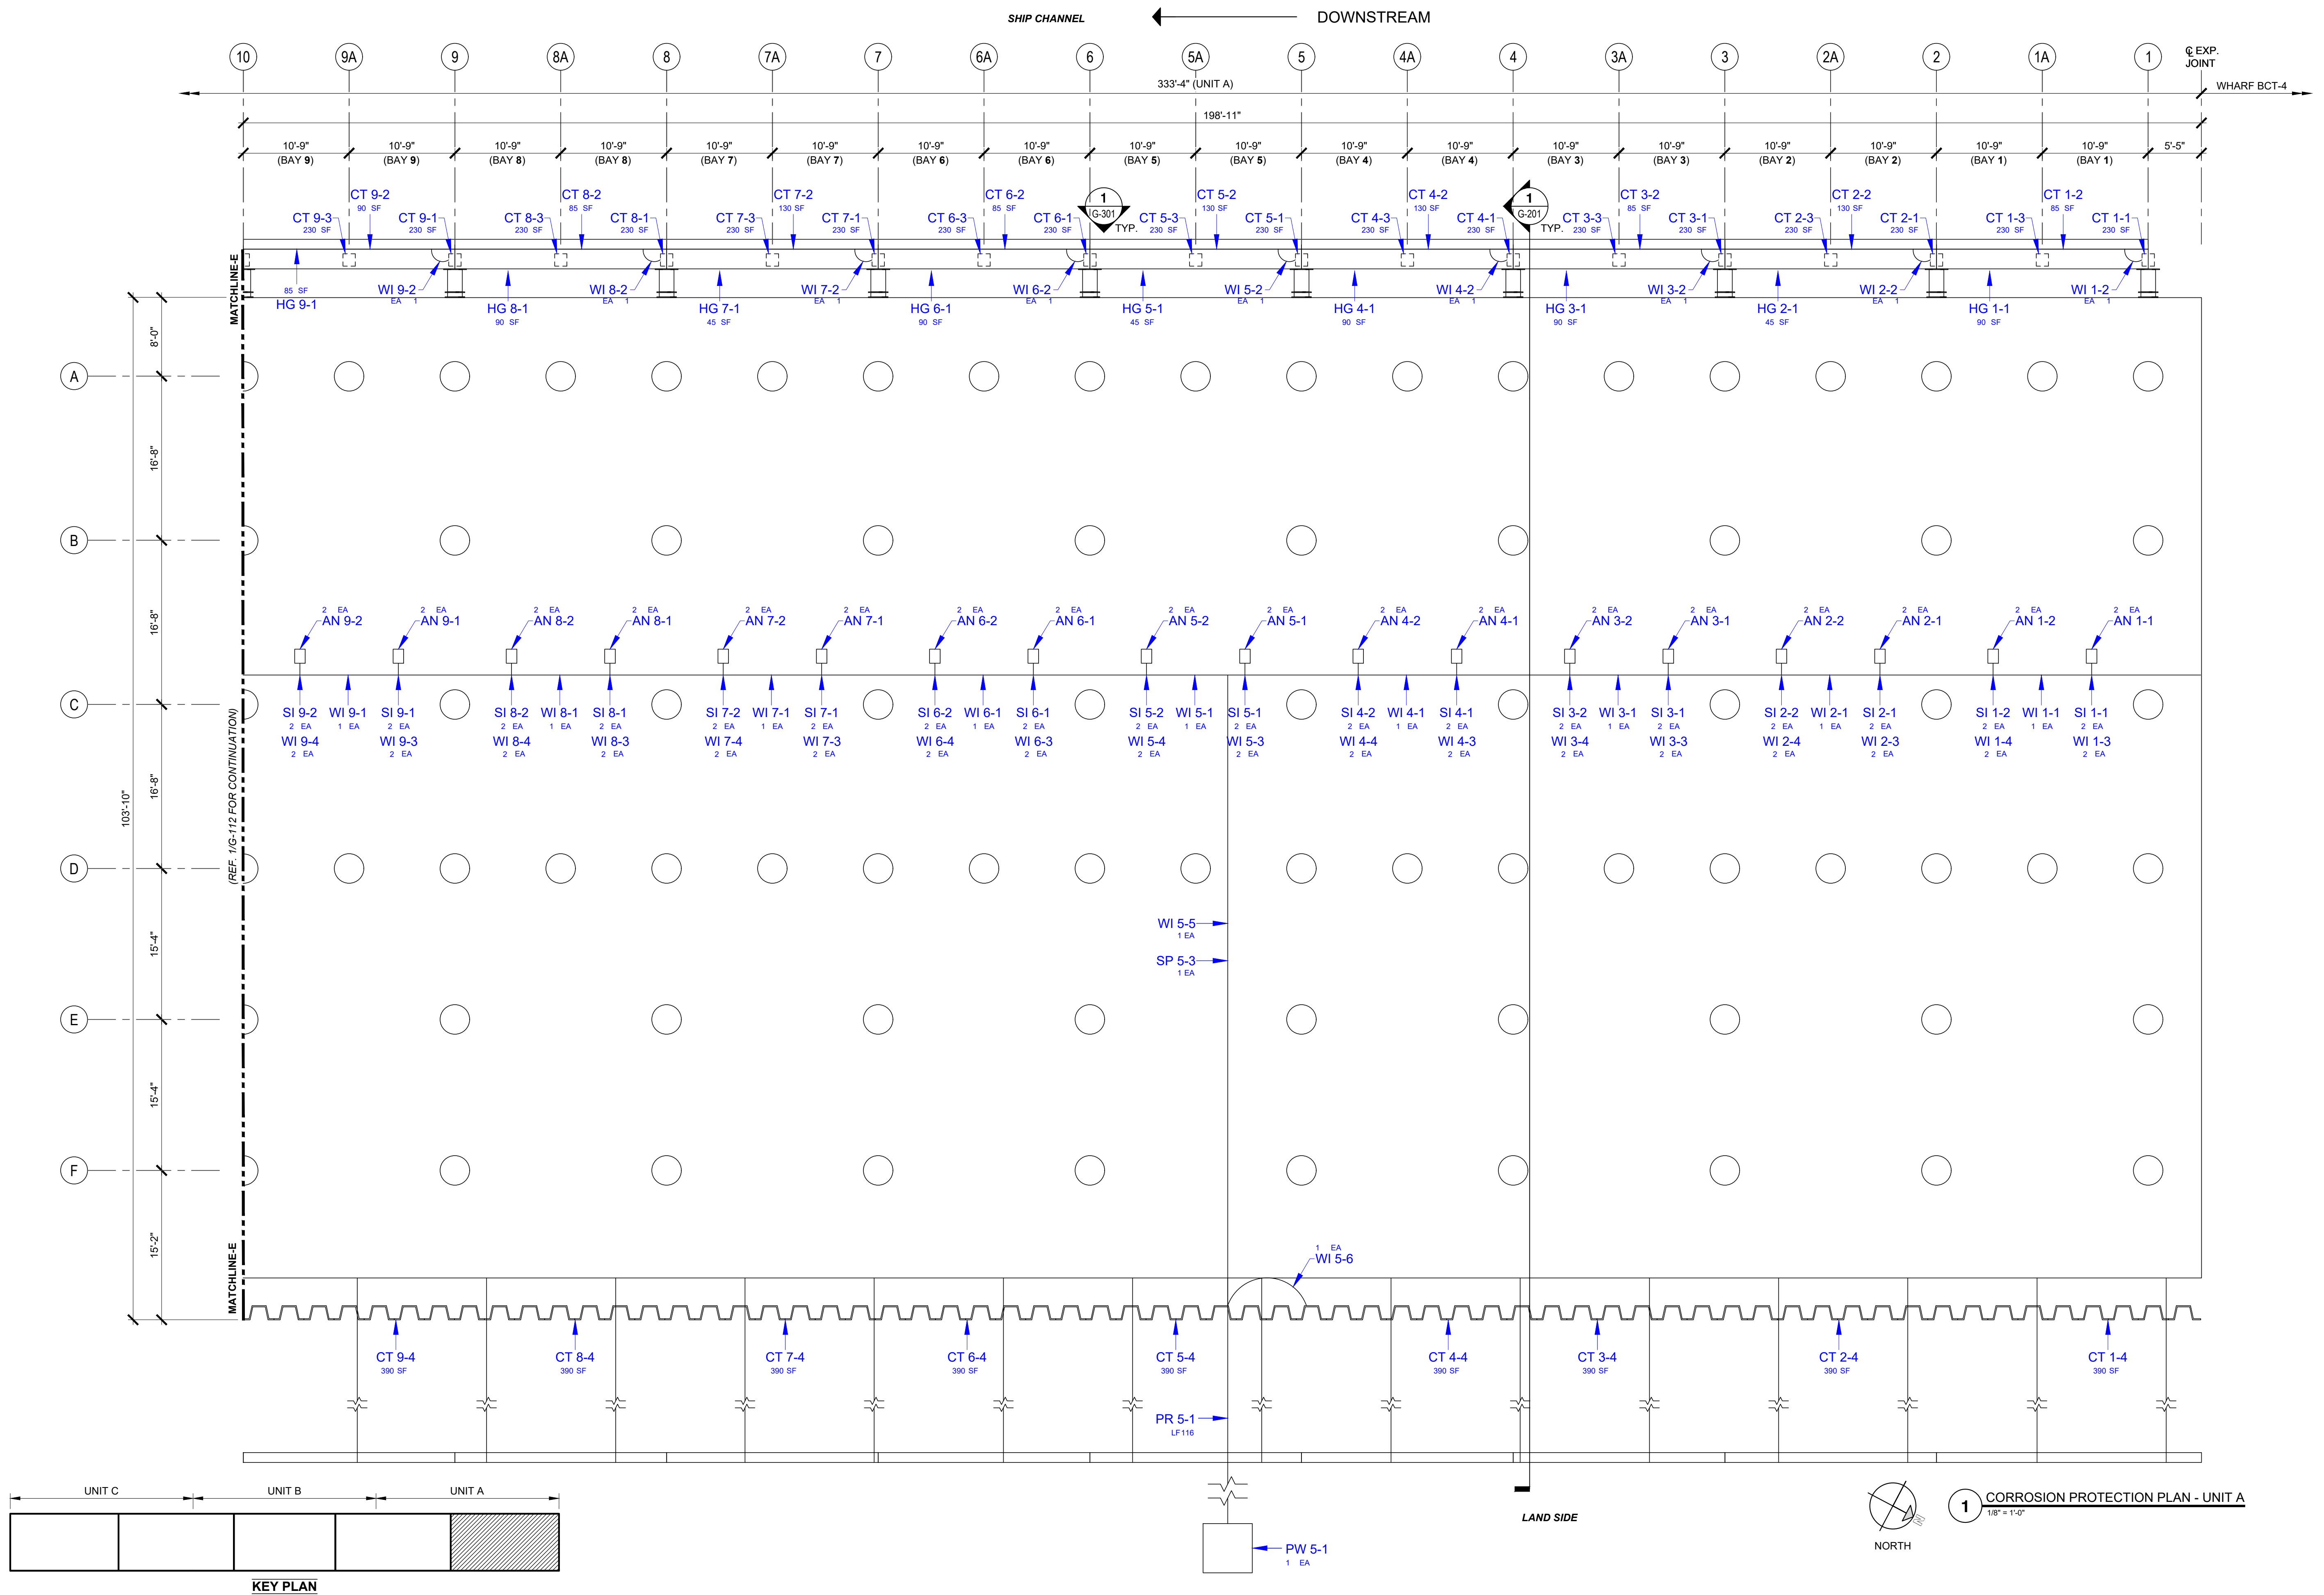 SHIP CHANNEL
DOWNSTREAM
10 9A 9 8A 8 7A 7 6A 6 5A 5 4A 4 3A 3 2A 2 1A 1
℄ EXP.
JOINT
333'-4" (UNIT A)
WHARF BCT-4
198'-11"
10'-9" 10'-9" 10'-9" 10'-9" 10'-9" 10'-9" 10'-9" 10'-9" 10'-9" 10'-9" 10'-9" 10'-9" 10'-9" 10'-9" 10'-9" 10'-9" 10'-9" 10'-9" 5'-5"
(BAY 9) (BAY 9) (BAY 8) (BAY 8) (BAY 7) (BAY 7) (BAY 6) (BAY 6) (BAY 5) (BAY 5) (BAY 4) (BAY 4) (BAY 3) (BAY 3) (BAY 2) (BAY 2) (BAY 1) (BAY 1)
CT 9-2 CT 8-2 CT 7-2 CT 6-2 1 CT 5-2 CT 4-2 1 CT 3-2 CT 2-2 CT 1-2
90 SF 85 SF 130 SF 85 SF G-301 130 SF 130 SF G-201 85 SF 130 SF 85 SF
CT 9-3 CT 9-1 CT 8-3 CT 8-1 CT 7-3 CT 7-1 CT 6-3 CT 6-1 CT 5-3 CT 5-1 CT 4-3 CT 4-1 CT 3-3 CT 3-1 CT 2-3 CT 2-1 CT 1-3 CT 1-1
230 SF 230 SF 230 SF 230 SF 230 SF 230 SF 230 SF 230 SF TYP. 230 SF 230 SF 230 SF 230 SF TYP. 230 SF 230 SF 230 SF 230 SF 230 SF 230 SF
MATCHLINE-E
85 SF WI 9-2 WI 8-2 WI 7-2 WI 6-2 WI 5-2 WI 4-2 WI 3-2 WI 2-2 WI 1-2
EA 1 EA 1 EA 1 EA 1 EA 1 EA 1 EA 1 EA 1 EA 1
HG 9-1 HG 8-1 HG 7-1 HG 6-1 HG 5-1 HG 4-1 HG 3-1 HG 2-1 HG 1-1
90 SF 45 SF 90 SF 45 SF 90 SF 90 SF 45 SF 90 SF
8'-0"
A
16'-8"
B
16'-8"
2 EA 2 EA 2 EA 2 EA 2 EA 2 EA 2 EA 2 EA 2 EA 2 EA 2 EA 2 EA 2 EA 2 EA 2 EA 2 EA 2 EA 2 EA
AN 9-2 AN 9-1 AN 8-2 AN 8-1 AN 7-2 AN 7-1 AN 6-2 AN 6-1 AN 5-2 AN 5-1 AN 4-2 AN 4-1 AN 3-2 AN 3-1 AN 2-2 AN 2-1 AN 1-2 AN 1-1
C
SI 9-2 WI 9-1 SI 9-1 SI 8-2 WI 8-1 SI 8-1 SI 7-2 WI 7-1 SI 7-1 SI 6-2 WI 6-1 SI 6-1 SI 5-2 WI 5-1 SI 5-1 SI 4-2 WI 4-1 SI 4-1 SI 3-2 WI 3-1 SI 3-1 SI 2-2 WI 2-1 SI 2-1 SI 1-2 WI 1-1 SI 1-1
2 EA 1 EA 2 EA 2 EA 1 EA 2 EA 2 EA 1 EA 2 EA 2 EA 1 EA 2 EA 2 EA 1 EA 2 EA 2 EA 1 EA 2 EA 2 EA 1 EA 2 EA 2 EA 1 EA 2 EA 2 EA 1 EA 2 EA
WI 9-4 WI 9-3 WI 8-4 WI 8-3 WI 7-4 WI 7-3 WI 6-4 WI 6-3 WI 5-4 WI 5-3 WI 4-4 WI 4-3 WI 3-4 WI 3-3 WI 2-4 WI 2-3 WI 1-4 WI 1-3
2 EA 2 EA 2 EA 2 EA 2 EA 2 EA 2 EA 2 EA 2 EA 2 EA 2 EA 2 EA 2 EA 2 EA 2 EA 2 EA 2 EA 2 EA
(REF. 1/G-112 FOR CONTINUATION)
103'-10"
16'-8"
D
WI 5-5
1 EA
15'-4"
SP 5-3
1 EA
E
15'-4"
F
15'-2"
1 EA
WI 5-6
MATCHLINE-E
CT 9-4 CT 8-4 CT 7-4 CT 6-4 CT 5-4 CT 4-4 CT 3-4 CT 2-4 CT 1-4
390 SF 390 SF 390 SF 390 SF 390 SF 390 SF 390 SF 390 SF 390 SF
PR 5-1
LF 116
UNIT C UNIT B UNIT A
KEY PLAN
PW 5-1
1 EA
LAND SIDE
N
NORTH
1 CORROSION PROTECTION PLAN - UNIT A
1/8" = 1'-0"